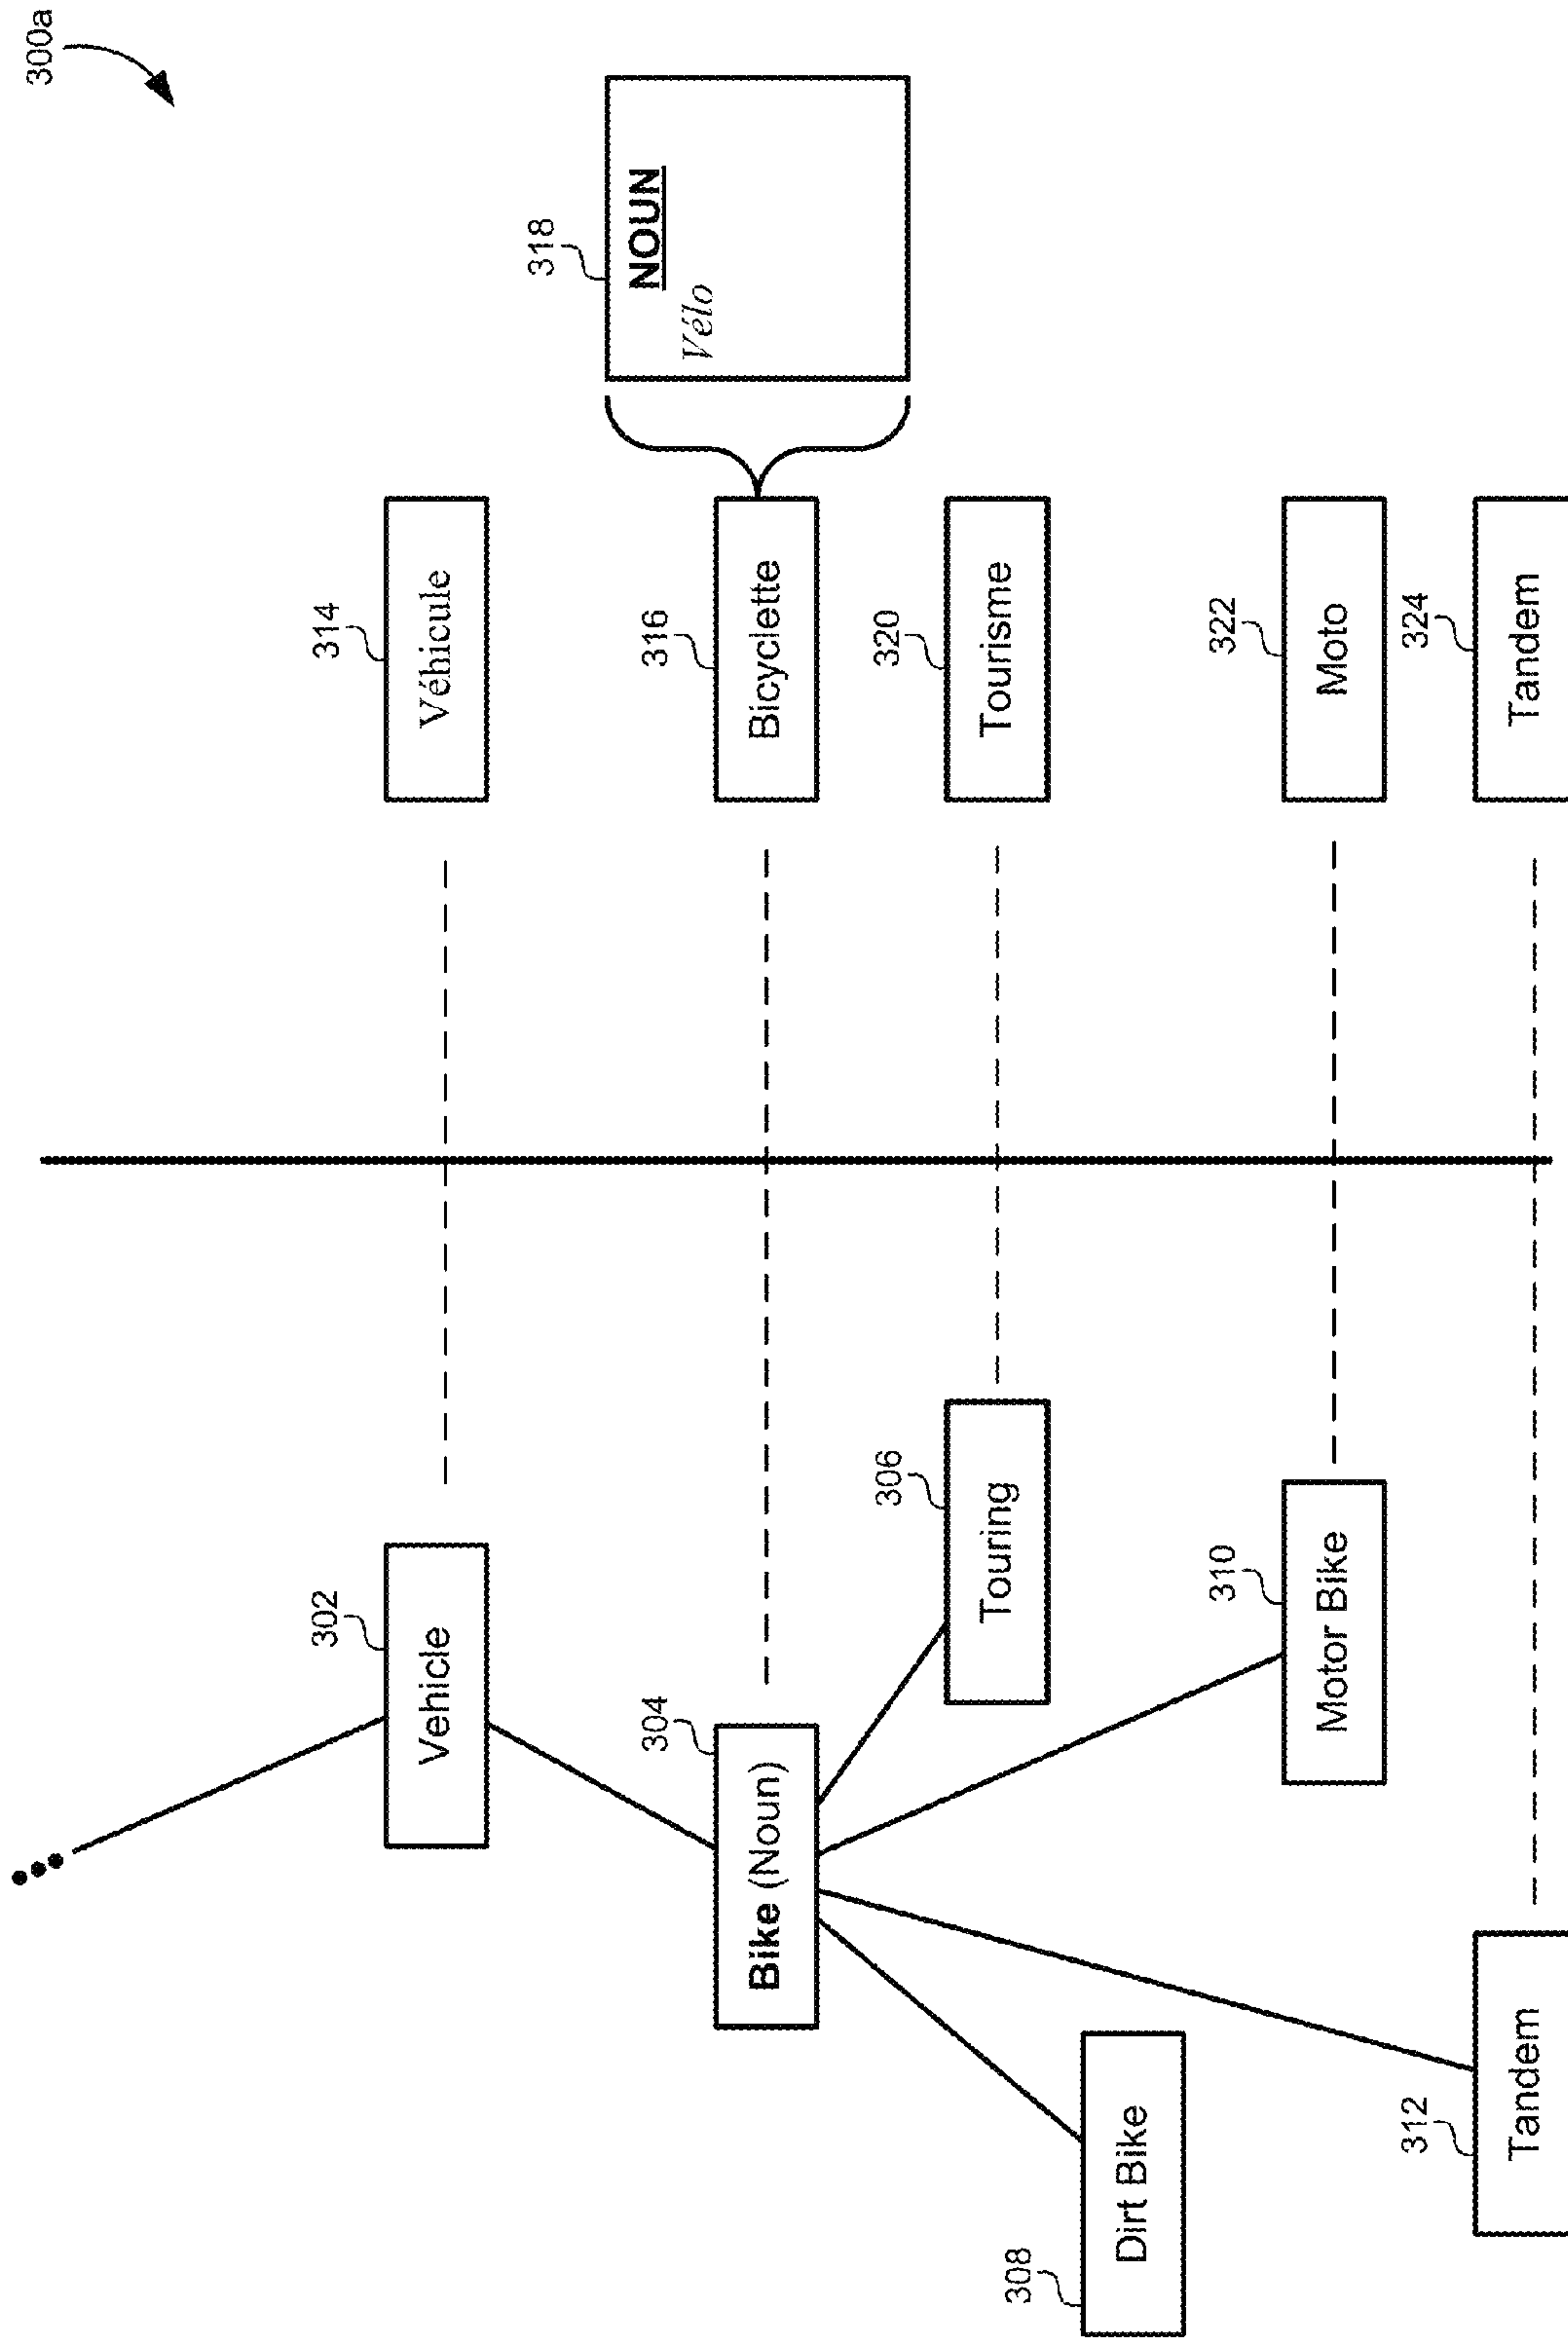 300a
302
Vehicle
314
Véhicule
304
Bike (Noun)
316
Bicyclette
318
NOUN
Vélo
306
Touring
320
Tourisme
308
Dirt Bike
310
Motor Bike
322
Moto
312
Tandem
324
Tandem